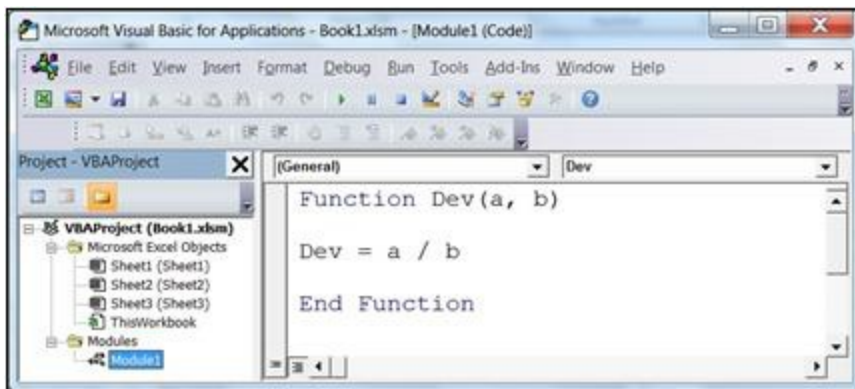 Microsoft Visual Basic for Applications - Book1.xlsm - [Module1 (Code)]
File Edit View Insert Format Debug Run Tools Add-Ins Window Help
Project - VBAProject
(General)
Dev
VBAProject (Book1.xlsm)
Microsoft Excel Objects
Sheet1 (Sheet1)
Sheet2 (Sheet2)
Sheet3 (Sheet3)
ThisWorkbook
Modules
Module1
Function Dev(a, b)
Dev = a / b
End Function